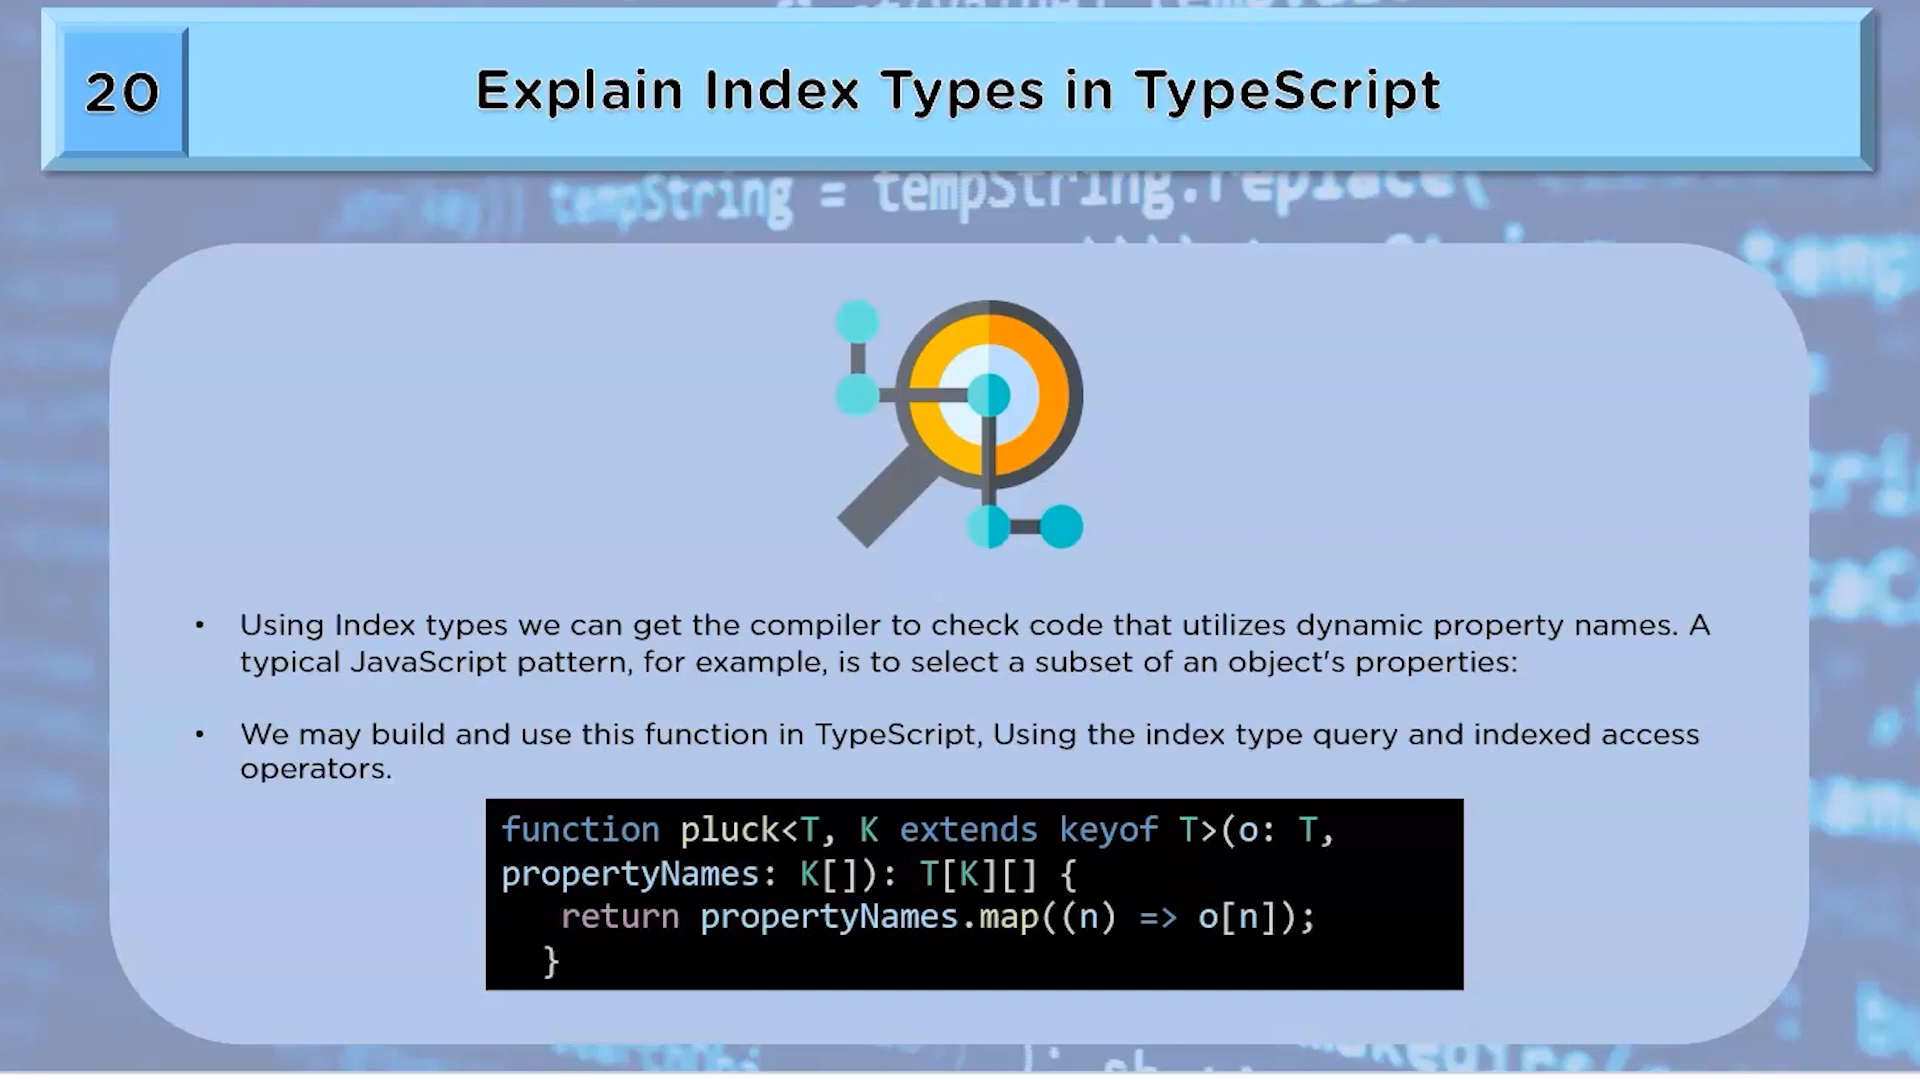 20
Explain Index Types in TypeScript
tempString = tempString.replace(
• Using Index types we can get the compiler to check code that utilizes dynamic property names. A
typical JavaScript pattern, for example, is to select a subset of an object's properties:
• We may build and use this function in TypeScript, Using the index type query and indexed access
operators.
function pluck<T, K extends keyof T>(o: T,
propertyNames: K[]): T[K][] {
return propertyNames.map((n) => o[n]);
}